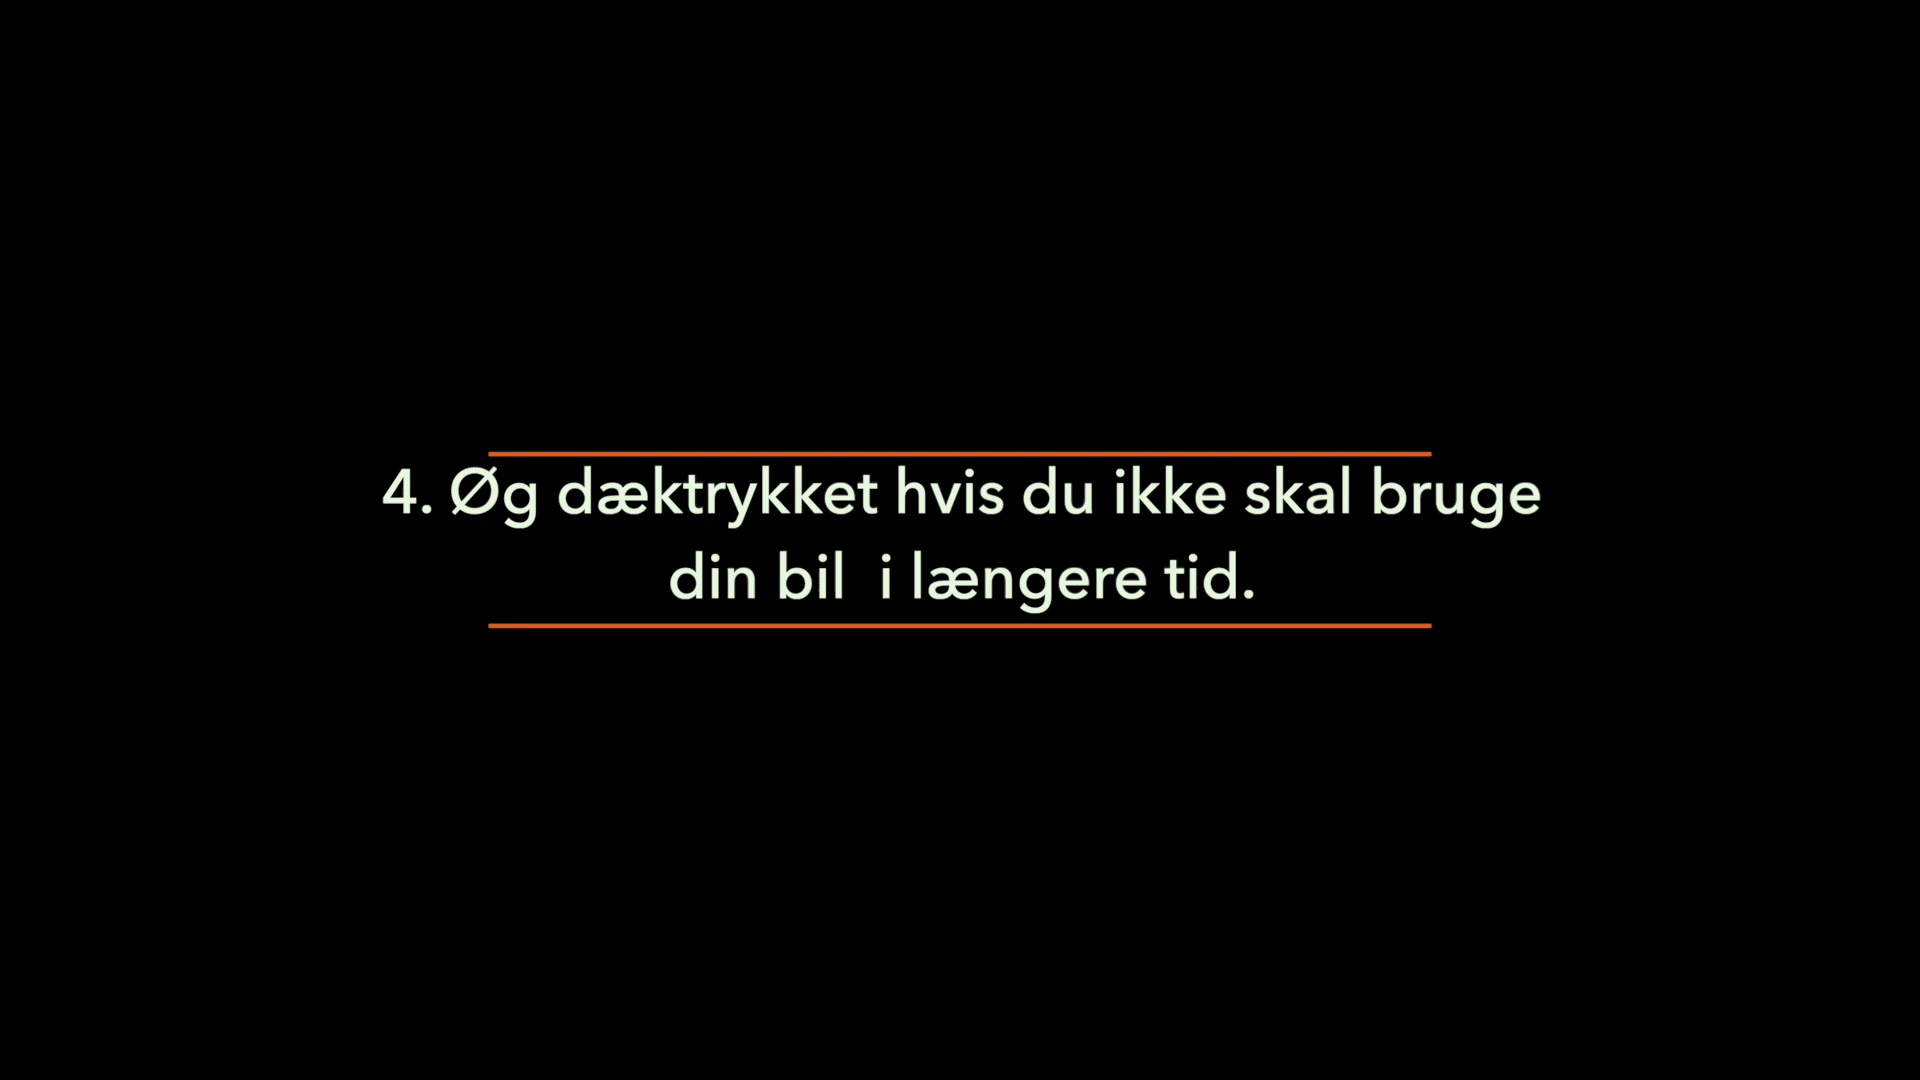 4. Øg dæktrykket hvis du ikke skal bruge
din bil  i længere tid.